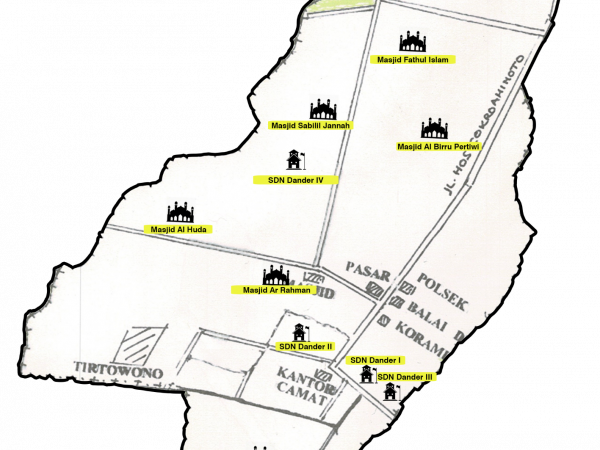 Masjid Fathul Islam
JL. HOS COKROAMINOTO
Masjid Sabilil Jannah
Masjid Al Birru Pertiwi
SDN Dander IV
Masjid Al Huda
PASAR
POLSEK
Masjid Ar Rahman
BALAI D
KORAMI
SDN Dander II
SDN Dander I
TIRTOWONO
KANTOR
CAMAT
SDN Dander III